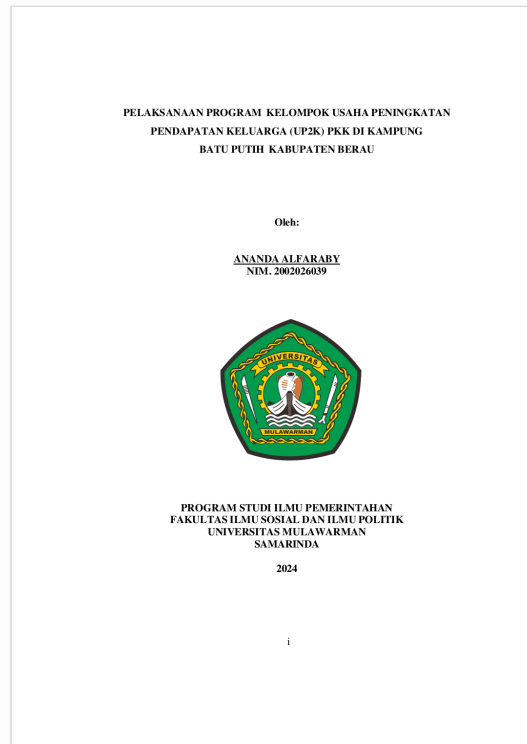 PELAKSANAAN PROGRAM KELOMPOK USAHA PENINGKATAN
PENDAPATAN KELUARGA (UP2K) PKK DI KAMPUNG
BATU PUTIH KABUPATEN BERAU
Oleh:
ANANDA ALFARABY
NIM. 2002026039
UNIVERSITAS
MULAWARMAN
PROGRAM STUDI ILMU PEMERINTAHAN
FAKULTAS ILMU SOSIAL DAN ILMU POLITIK
UNIVERSITAS MULAWARMAN
SAMARINDA
2024
i